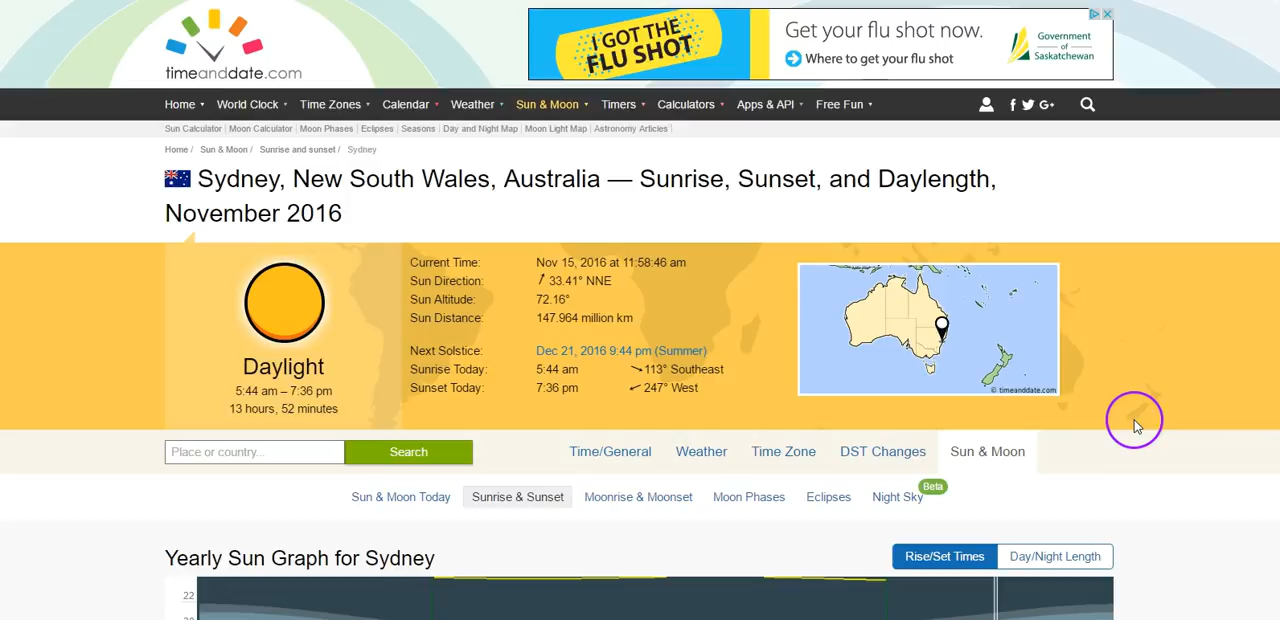 timeanddate.com
I GOT THE
FLU SHOT
Get your flu shot now.
Where to get your flu shot
Government
of
Saskatchewan
Home World Clock Time Zones Calendar Weather Sun & Moon Timers Calculators Apps & API Free Fun
Sun Calculator | Moon Calculator | Moon Phases | Eclipses | Seasons | Day and Night Map | Moon Light Map | Astronomy Articles |
Home / Sun & Moon / Sunrise and sunset / Sydney
Sydney, New South Wales, Australia — Sunrise, Sunset, and Daylength,
November 2016
Daylight
5:44 am – 7:36 pm
13 hours, 52 minutes
Current Time: Nov 15, 2016 at 11:58:46 am
Sun Direction: 33.41° NNE
Sun Altitude: 72.16°
Sun Distance: 147.964 million km
Next Solstice: Dec 21, 2016 9:44 pm (Summer)
Sunrise Today: 5:44 am 113° Southeast
Sunset Today: 7:36 pm 247° West
© timeanddate.com
Place or country... Search
Time/General Weather Time Zone DST Changes Sun & Moon
Sun & Moon Today Sunrise & Sunset Moonrise & Moonset Moon Phases Eclipses Night Sky Beta
Yearly Sun Graph for Sydney
Rise/Set Times Day/Night Length
22